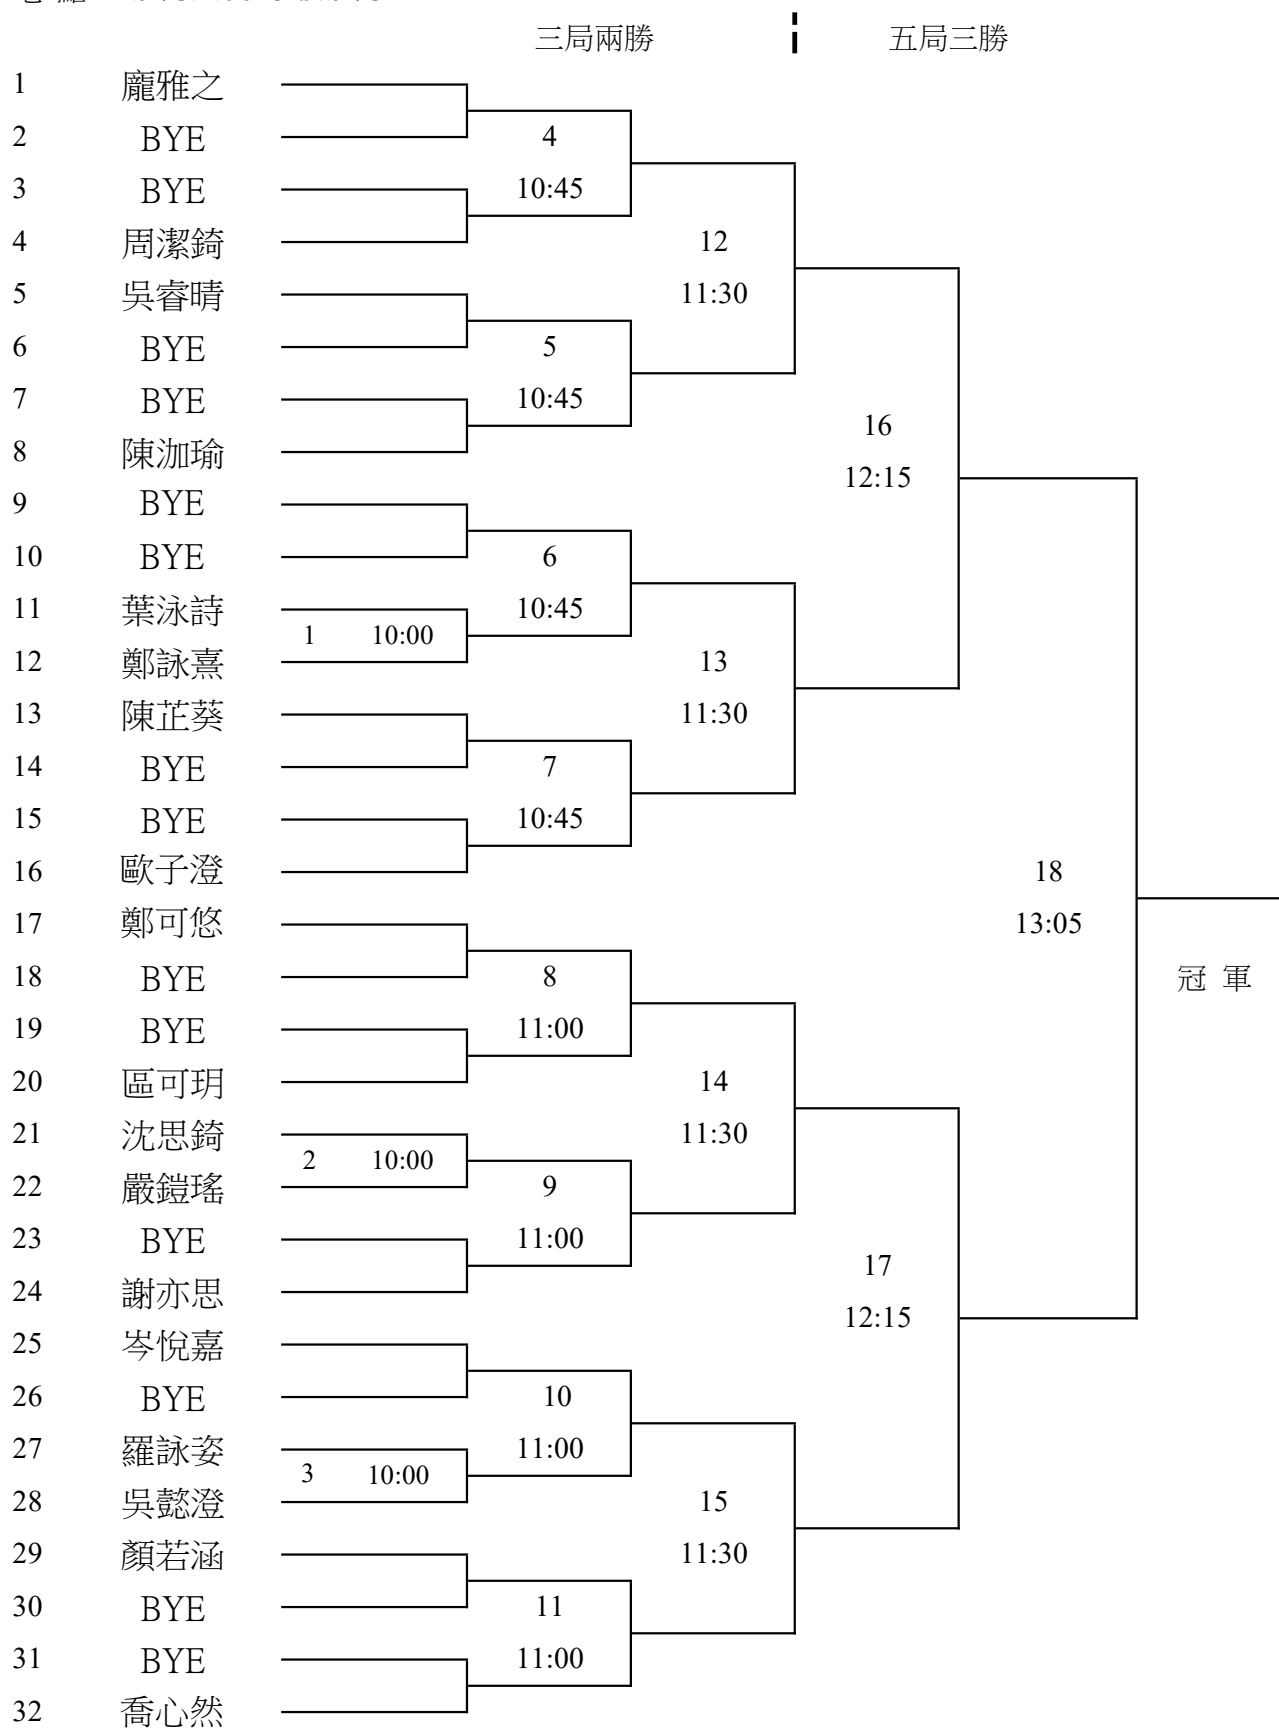 三局兩勝 五局三勝
1 龐雅之
2 BYE 4
3 BYE 10:45
4 周潔錡 12
5 吳睿晴 11:30
6 BYE 5
7 BYE 10:45
16
8 陳泇瑜
12:15
9 BYE
10 BYE 6
11 葉泳詩 10:45
1 10:00
12 鄭詠熹 13
13 陳芷葵 11:30
14 BYE 7
15 BYE 10:45
16 歐子澄 18
17 鄭可悠 13:05
18 BYE 8 冠 軍
19 BYE 11:00
20 區可玥 14
21 沈思錡 11:30
2 10:00
22 嚴鎧瑤 9
23 BYE 11:00
17
24 謝亦思
12:15
25 岑悅嘉
26 BYE 10
27 羅詠姿 11:00
3 10:00
28 吳懿澄 15
29 顏若涵 11:30
30 BYE 11
31 BYE 11:00
32 喬心然